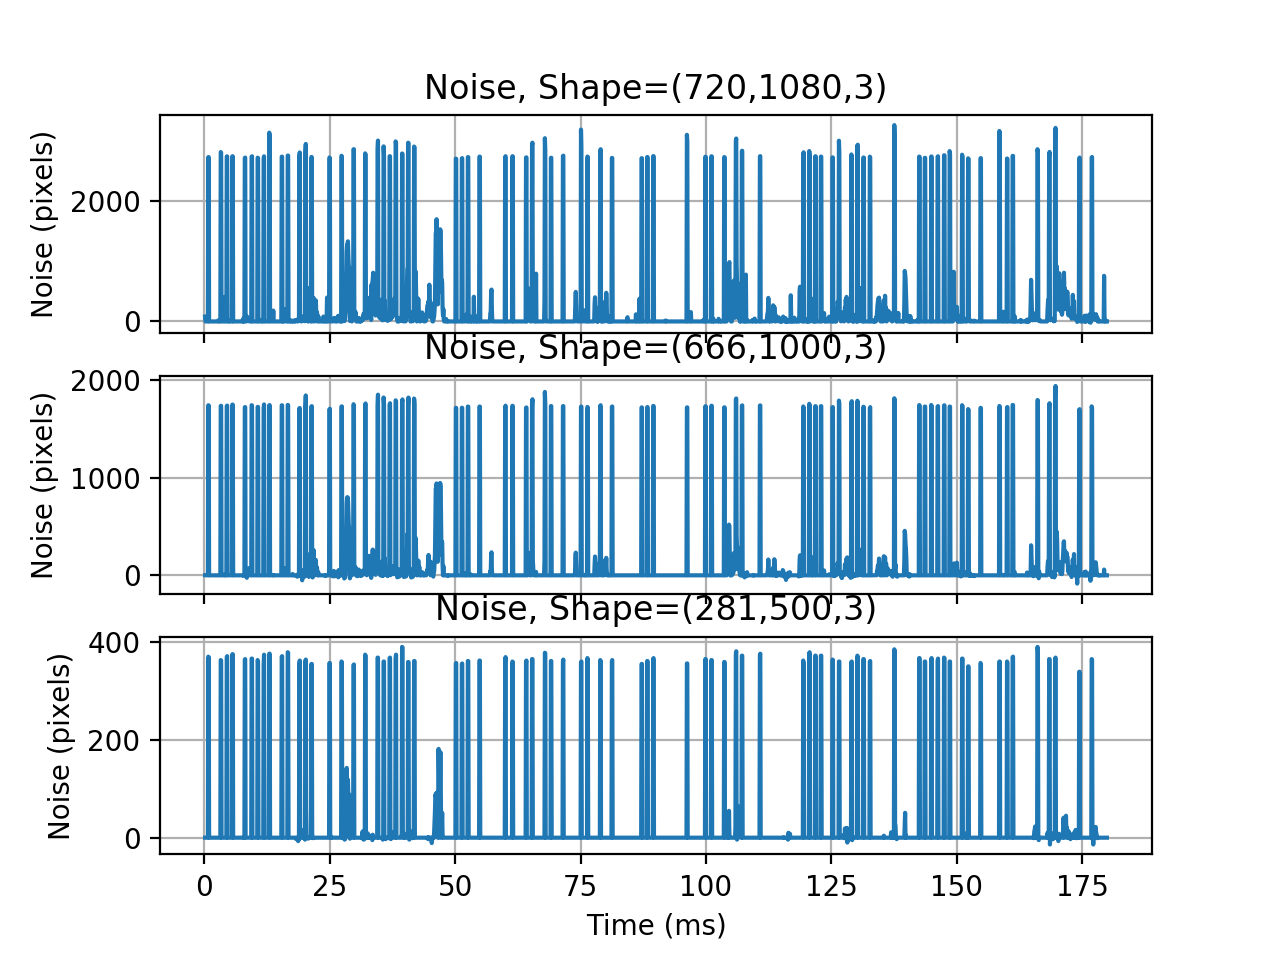 Noise, Shape=(720,1080,3)
Noise (pixels)
2000
0
Noise, Shape=(666,1000,3)
Noise (pixels)
2000
1000
0
Noise, Shape=(281,500,3)
Noise (pixels)
400
200
0
0 25 50 75 100 125 150 175
Time (ms)